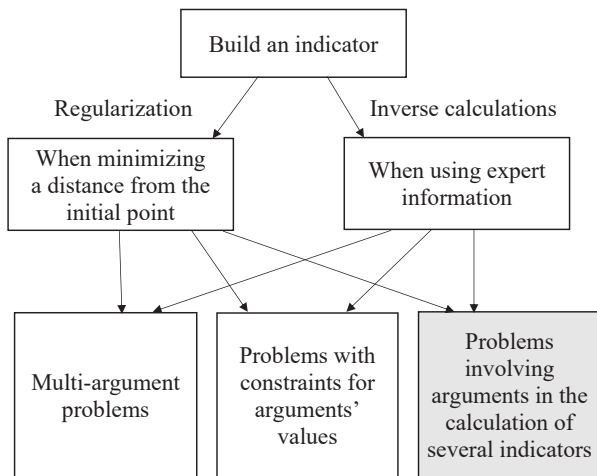 Build an indicator
Regularization
Inverse calculations
When minimizing
a distance from the
initial point
When using expert
information
Multi-argument
problems
Problems with
constraints for
arguments’
values
Problems
involving
arguments in the
calculation of
several indicators